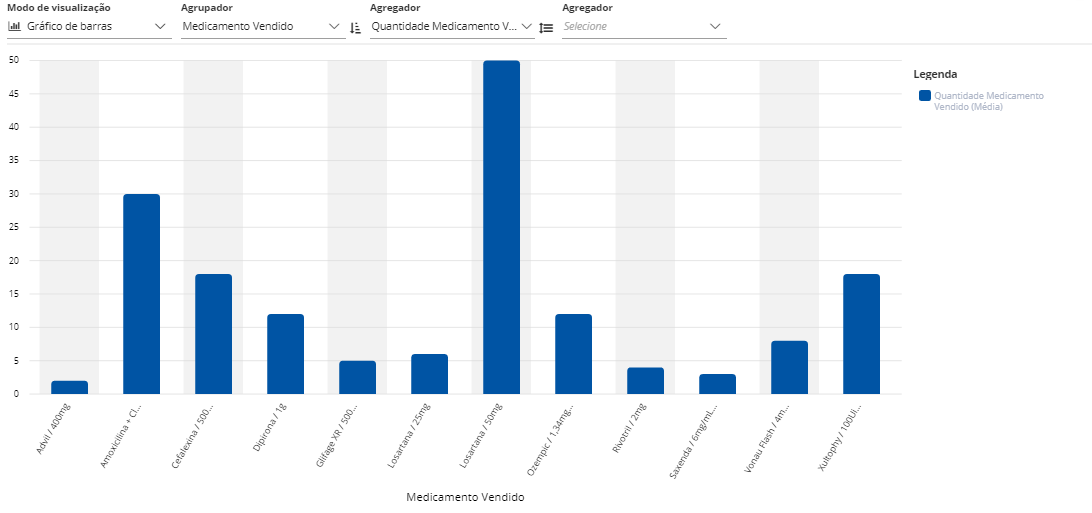 Modo de visualização
Agrupador
Agregador
Agregador
Gráfico de barras
Medicamento Vendido
Quantidade Medicamento V...
Selecione
50
45
40
35
30
25
20
15
10
5
0
Advil / 400mg
Amoxicilina + Cl...
Cefalexina / 500...
Dipirona / 1g
Glifage XR / 500...
Losartana / 25mg
Losartana / 50mg
Ozempic / 1,34mg...
Rivotril / 2mg
Saxenda / 6mg/mL...
Vonau Flash / 4m...
Xultophy / 100UI...
Medicamento Vendido
Legenda
Quantidade Medicamento
Vendido (Média)